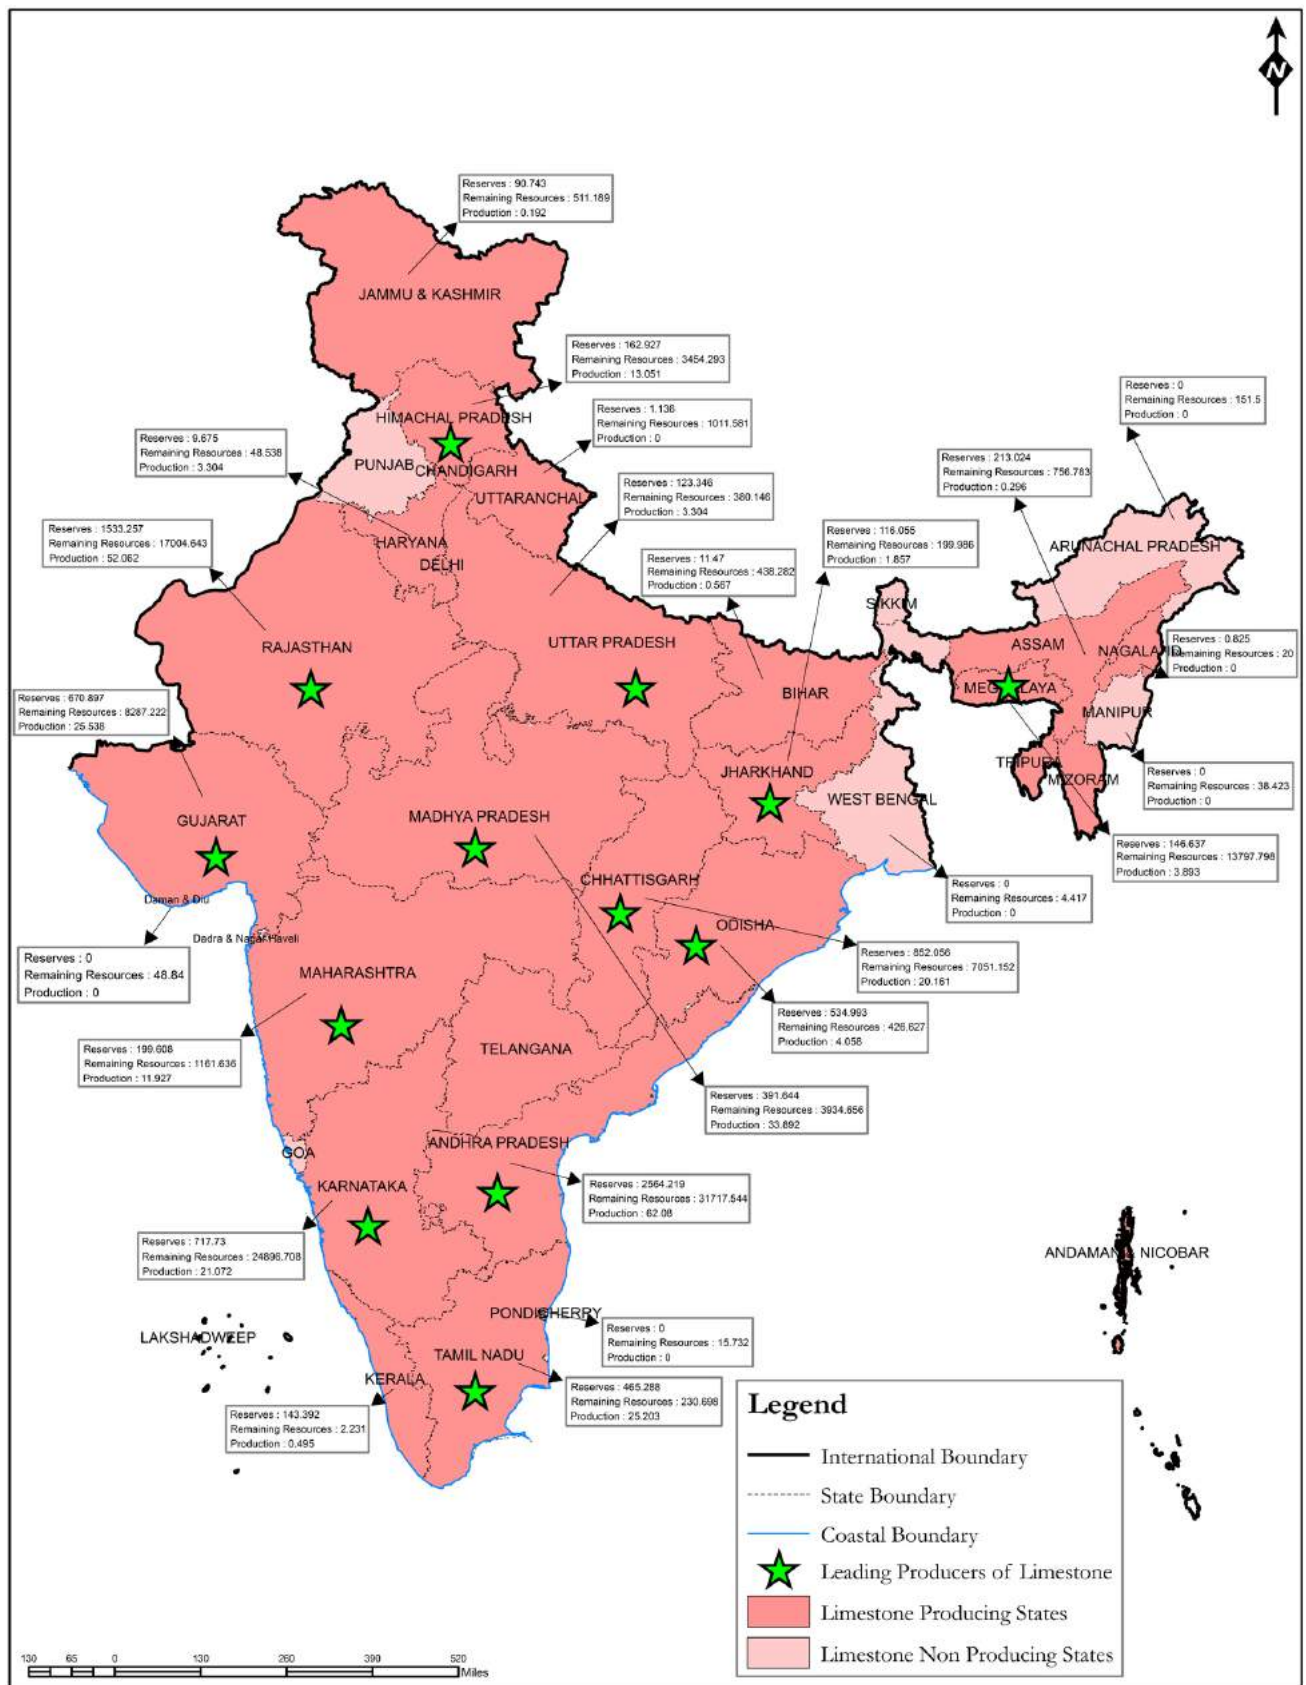 N
Reserves : 90.743
Remaining Resources : 511.189
Production : 0.192
JAMMU & KASHMIR
Reserves : 162.927
Remaining Resources : 3454.293
Production : 13.051
HIMACHAL PRADESH
Reserves : 1.136
Remaining Resources : 1011.581
Production : 0
Reserves : 0
Remaining Resources : 151.5
Production : 0
Reserves : 9.675
Remaining Resources : 48.538
Production : 3.304
PUNJAB
CHANDIGARH
UTTARANCHAL
Reserves : 213.024
Remaining Resources : 756.783
Production : 0.296
Reserves : 123.346
Remaining Resources : 380.146
Production : 3.304
Reserves : 1533.257
Remaining Resources : 17004.643
Production : 52.062
HARYANA
DELHI
Reserves : 116.055
Remaining Resources : 199.986
Production : 1.857
Reserves : 11.47
Remaining Resources : 438.282
Production : 0.567
ARUNACHAL PRADESH
SIKKIM
RAJASTHAN
UTTAR PRADESH
BIHAR
ASSAM
NAGALAND
Reserves : 0.825
Remaining Resources : 20
Production : 0
MEGHALAYA
MANIPUR
Reserves : 670.897
Remaining Resources : 8287.222
Production : 25.538
TRIPURA
MIZORAM
Reserves : 0
Remaining Resources : 38.423
Production : 0
JHARKHAND
WEST BENGAL
GUJARAT
MADHYA PRADESH
Reserves : 146.637
Remaining Resources : 13797.798
Production : 3.893
CHHATTISGARH
Reserves : 0
Remaining Resources : 4.417
Production : 0
Daman & Diu
Dadra & Nagar Haveli
ODISHA
Reserves : 0
Remaining Resources : 48.84
Production : 0
Reserves : 852.056
Remaining Resources : 7051.152
Production : 20.161
MAHARASHTRA
Reserves : 534.993
Remaining Resources : 426.627
Production : 4.058
Reserves : 199.608
Remaining Resources : 1161.636
Production : 11.927
TELANGANA
Reserves : 391.644
Remaining Resources : 3934.656
Production : 33.892
GOA
ANDHRA PRADESH
KARNATAKA
Reserves : 2564.219
Remaining Resources : 31717.544
Production : 62.08
Reserves : 717.73
Remaining Resources : 24896.708
Production : 21.072
ANDAMAN & NICOBAR
LAKSHADWEEP
PONDICHERRY
Reserves : 0
Remaining Resources : 15.732
Production : 0
TAMIL NADU
KERALA
Reserves : 465.288
Remaining Resources : 230.698
Production : 25.203
Reserves : 143.392
Remaining Resources : 2.231
Production : 0.495
Legend
International Boundary
State Boundary
Coastal Boundary
Leading Producers of Limestone
Limestone Producing States
Limestone Non Producing States
130 65 0 130 260 390 520
Miles